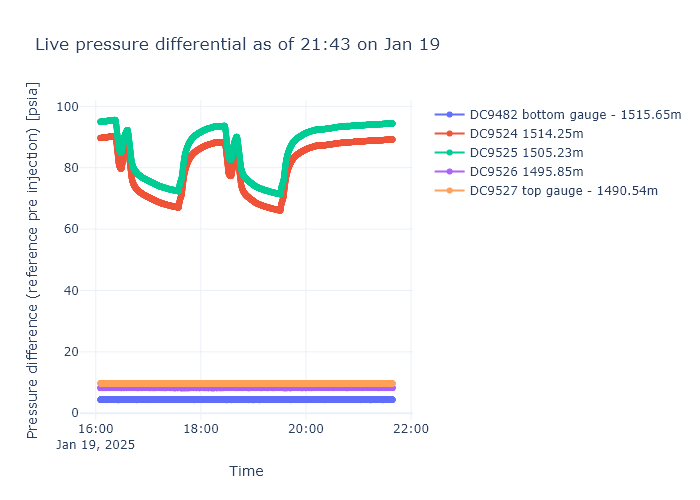 Live pressure differential as of 21:43 on Jan 19
Pressure difference (reference pre injection) [psia]
100
80
60
40
20
0
16:00
Jan 19, 2025
18:00
20:00
22:00
Time
DC9482 bottom gauge - 1515.65m
DC9524 1514.25m
DC9525 1505.23m
DC9526 1495.85m
DC9527 top gauge - 1490.54m